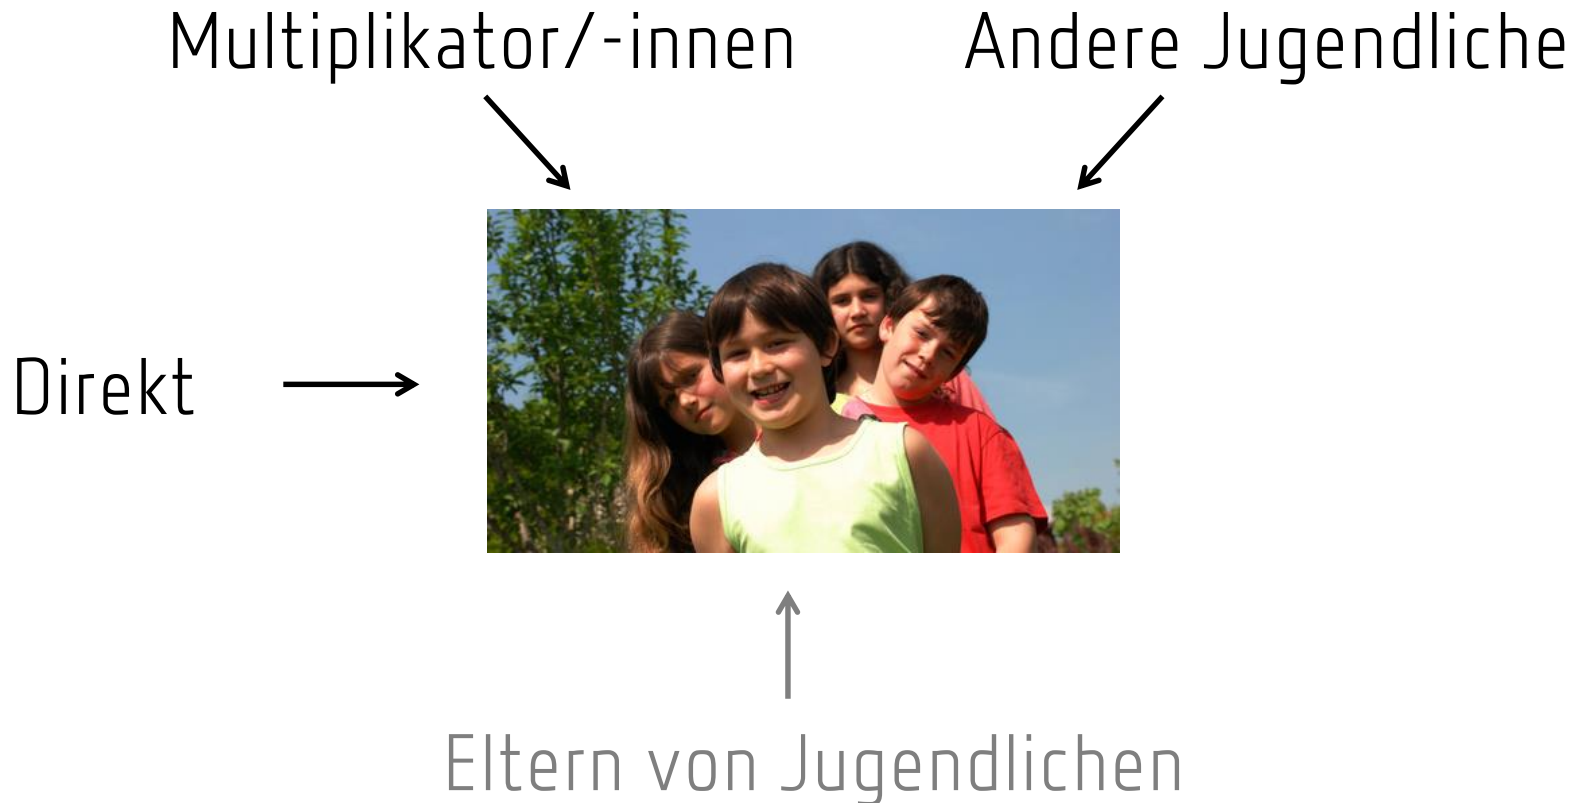 Multiplikator/-innen
Andere Jugendliche
Direkt
Eltern von Jugendlichen